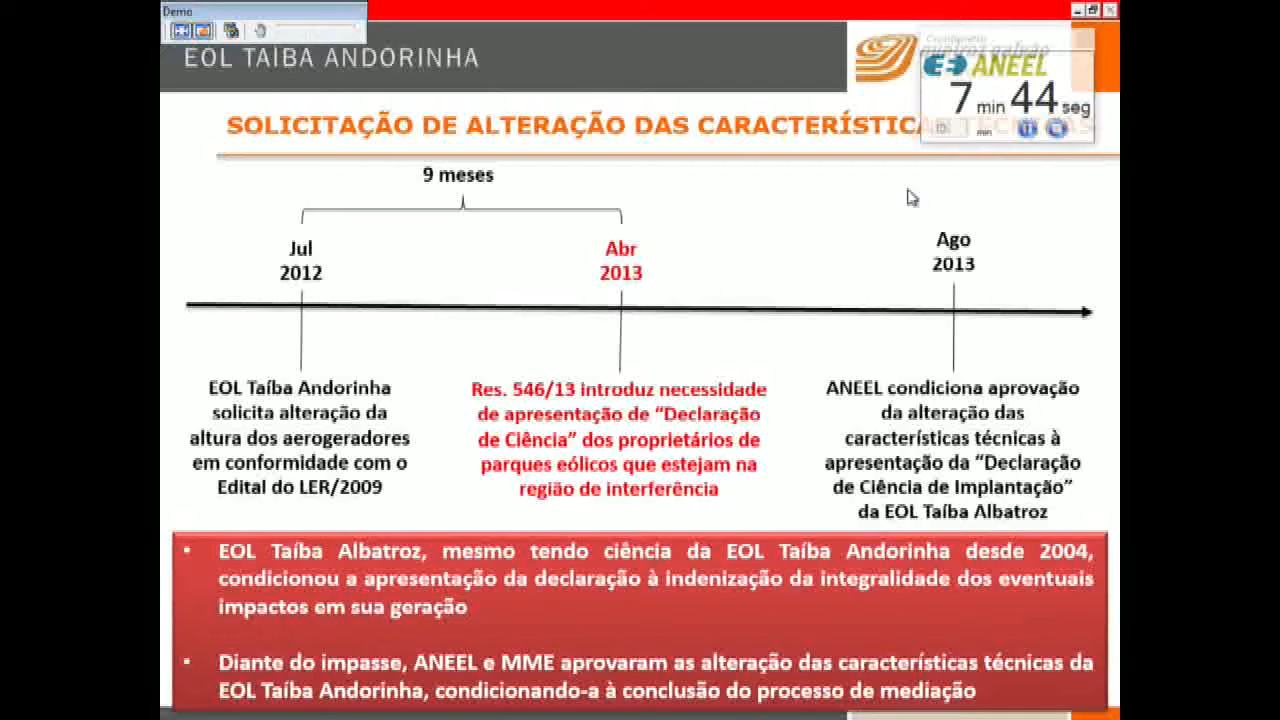 Demo
EOL TAÍBA ANDORINHA
Cronômetro
queiroz galvão
ANEEL
7 min 44 seg
min
SOLICITAÇÃO DE ALTERAÇÃO DAS CARACTERÍSTICAS TÉCNICAS
9 meses
Jul
2012
Abr
2013
Ago
2013
EOL Taíba Andorinha
solicita alteração da
altura dos aerogeradores
em conformidade com o
Edital do LER/2009
Res. 546/13 introduz necessidade
de apresentação de “Declaração
de Ciência” dos proprietários de
parques eólicos que estejam na
região de interferência
ANEEL condiciona aprovação
da alteração das
características técnicas à
apresentação da “Declaração
de Ciência de Implantação”
da EOL Taíba Albatroz
• EOL Taíba Albatroz, mesmo tendo ciência da EOL Taíba Andorinha desde 2004,
condicionou a apresentação da declaração à indenização da integralidade dos eventuais
impactos em sua geração
• Diante do impasse, ANEEL e MME aprovaram as alteração das características técnicas da
EOL Taíba Andorinha, condicionando-a à conclusão do processo de mediação